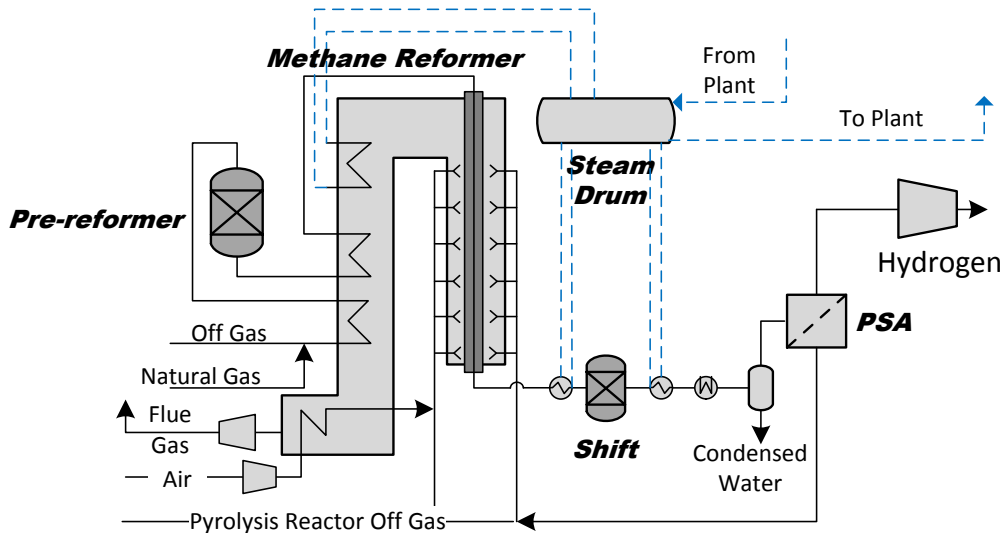 Methane Reformer
From
Plant
To Plant
Steam
Drum
Pre-reformer
Hydrogen
PSA
Off Gas
Natural Gas
Flue
Gas
Shift
Condensed
Water
Air
Pyrolysis Reactor Off Gas